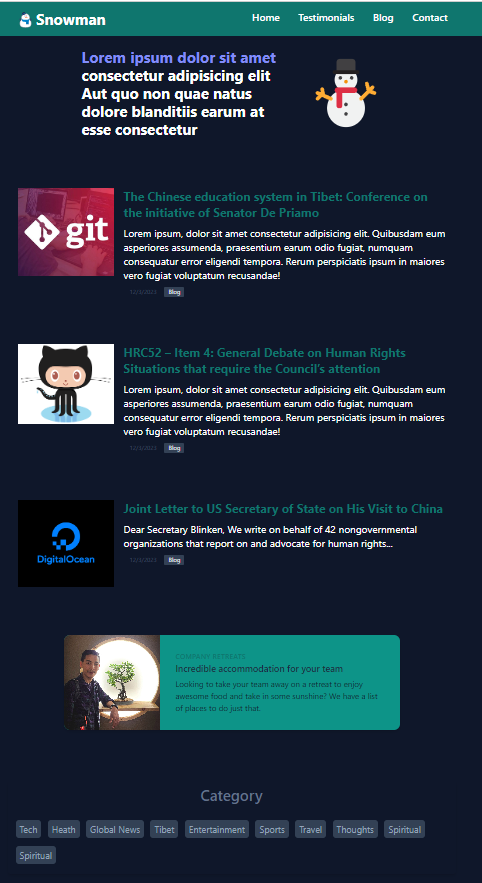 Snowman
Home Testimonials Blog Contact
Lorem ipsum dolor sit amet
consectetur adipisicing elit
Aut quo non quae natus
dolore blanditiis earum at
esse consectetur
git
The Chinese education system in Tibet: Conference on
the initiative of Senator De Priamo
Lorem ipsum, dolor sit amet consectetur adipisicing elit. Quibusdam eum
asperiores assumenda, praesentium earum odio fugiat, numquam
consequatur error eligendi tempora. Rerum perspiciatis ipsum in maiores
vero fugiat voluptatum recusandae!
12/3/2023 Blog
HRC52 – Item 4: General Debate on Human Rights
Situations that require the Council's attention
Lorem ipsum, dolor sit amet consectetur adipisicing elit. Quibusdam eum
asperiores assumenda, praesentium earum odio fugiat, numquam
consequatur error eligendi tempora. Rerum perspiciatis ipsum in maiores
vero fugiat voluptatum recusandae!
12/3/2023 Blog
DigitalOcean
Joint Letter to US Secretary of State on His Visit to China
Dear Secretary Blinken, We write on behalf of 42 nongovernmental
organizations that report on and advocate for human rights...
12/3/2023 Blog
COMPANY RETREATS
Incredible accommodation for your team
Looking to take your team away on a retreat to enjoy
awesome food and take in some sunshine? We have a list
of places to do just that.
Category
Tech Heath Global News Tibet Entertainment Sports Travel Thoughts Spiritual
Spiritual